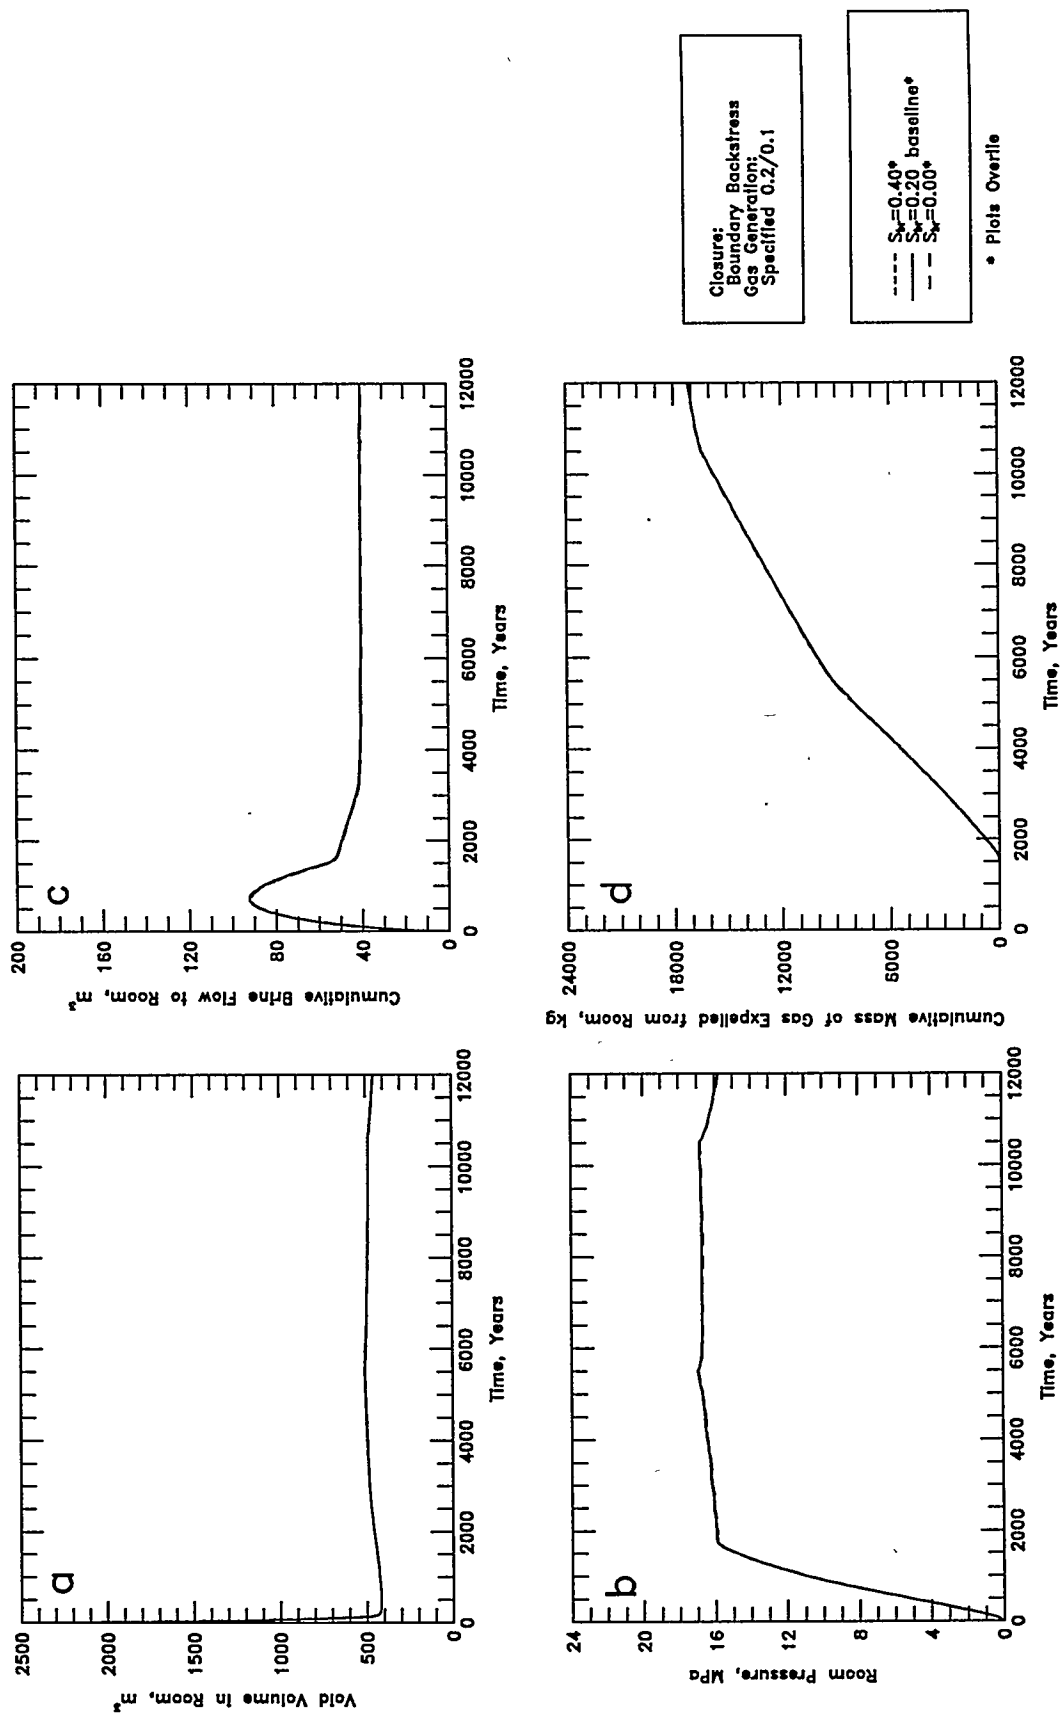 a
2500
2000
1500
1000
500
0
0
2000
4000
6000
8000
10000
12000
Time, Years
Void Volume in Room, m³
c
200
160
120
80
40
0
0
2000
4000
6000
8000
10000
12000
Time, Years
Cumulative Brine Flow to Room, m³
b
24
20
16
12
8
4
0
0
2000
4000
6000
8000
10000
12000
Time, Years
Room Pressure, MPa
d
24000
18000
12000
6000
0
0
2000
4000
6000
8000
10000
12000
Time, Years
Cumulative Mass of Gas Expelled from Room, kg
Closure:
Boundary Backstress
Gas Generation:
Specified 0.2/0.1
Sbr=0.40*
Sbr=0.20 baseline*
Sbr=0.00*
* Plots Overlie